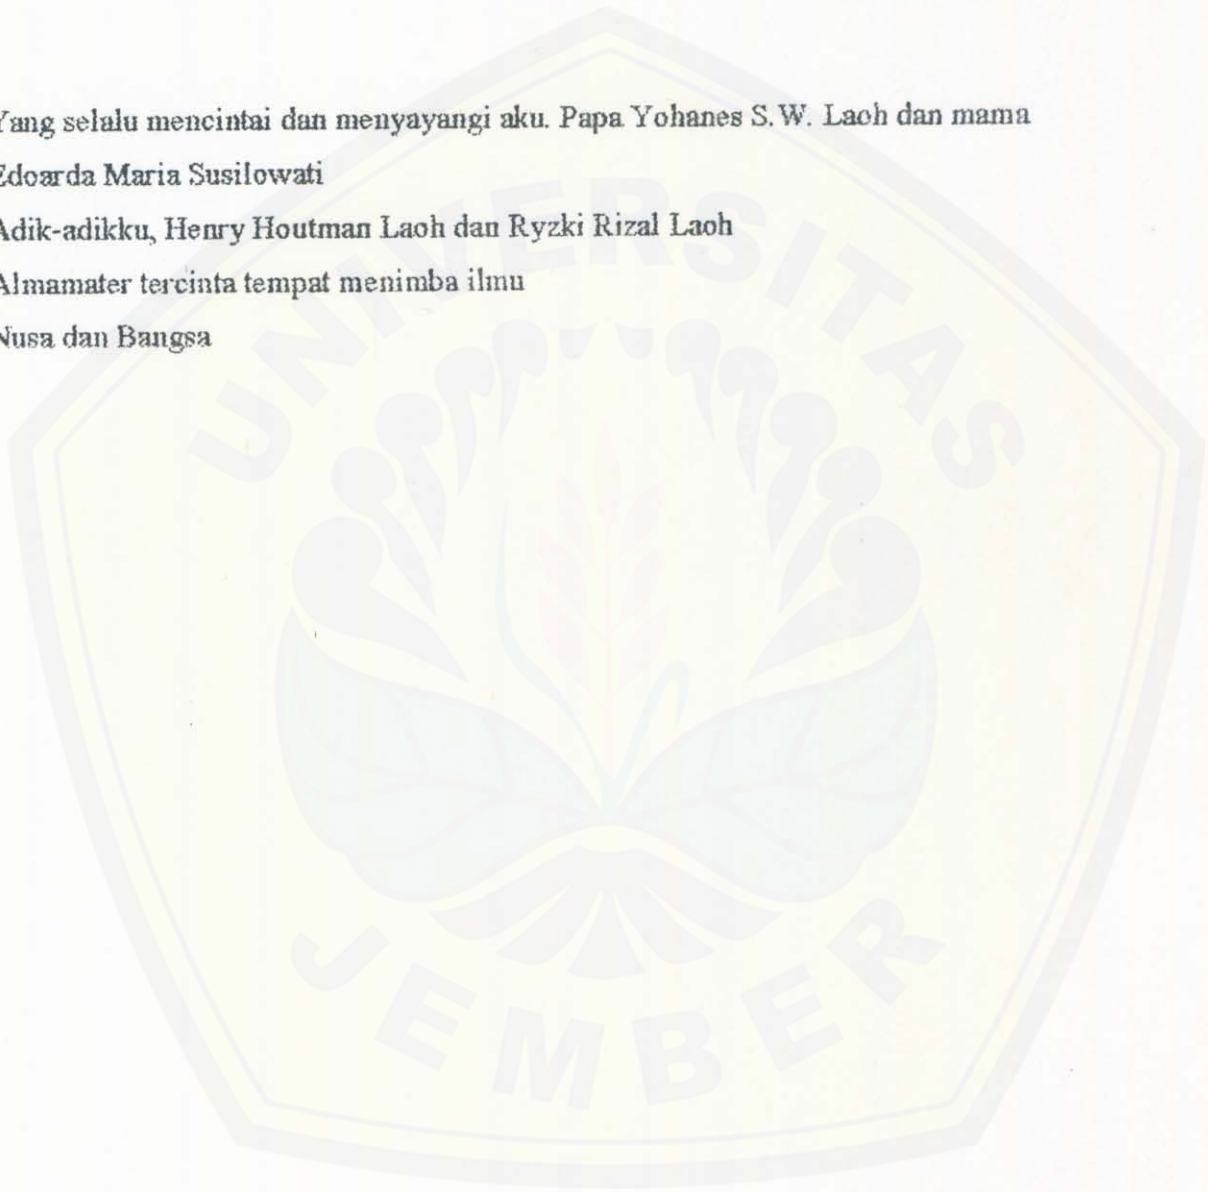 Yang selalu mencintai dan menyayangi aku. Papa Yohanes S.W. Laoh dan mama
Edoarda Maria Susilowati
Adik-adikku, Henry Houtman Laoh dan Ryzki Rizal Laoh
Almamater tercinta tempat menimba ilmu
Nusa dan Bangsa
UNIVERSITAS
JEMBER